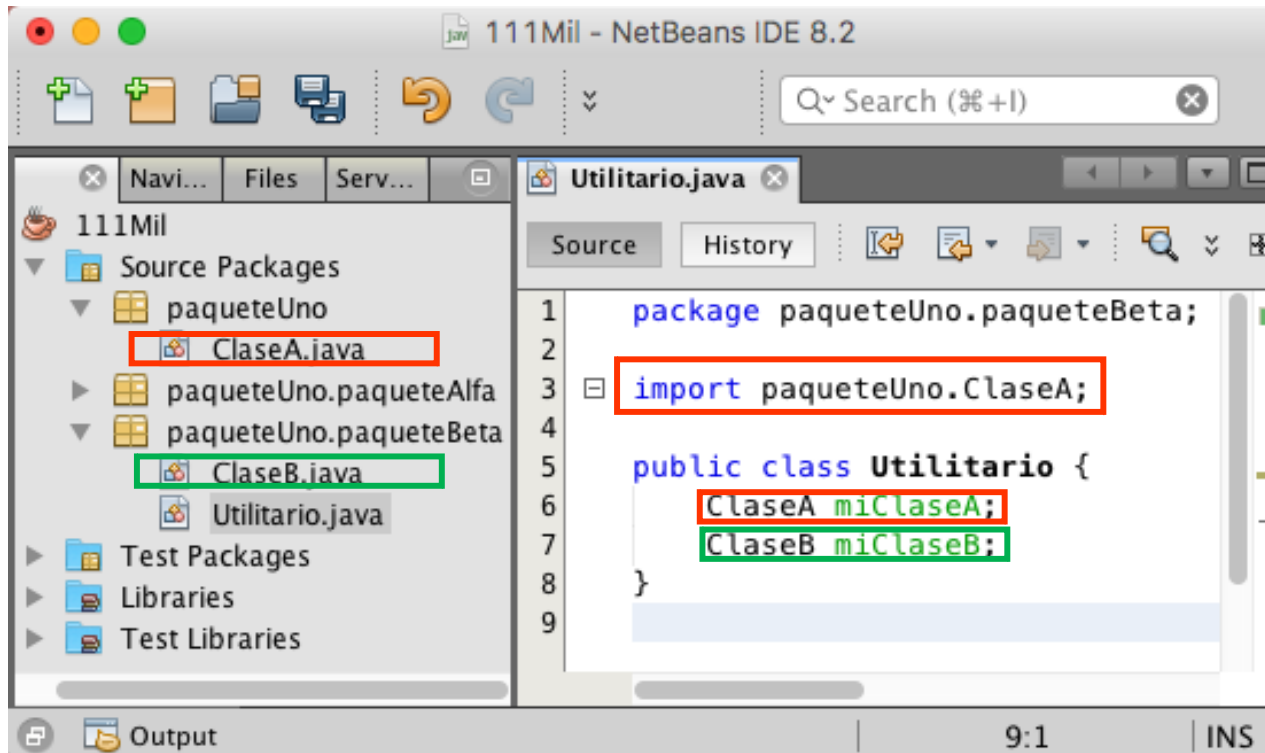 111Mil - NetBeans IDE 8.2
Search (⌘+I)
Navi... Files Serv...
111Mil
Source Packages
paqueteUno
ClaseA.java
paqueteUno.paqueteAlfa
paqueteUno.paqueteBeta
ClaseB.java
Utilitario.java
Test Packages
Libraries
Test Libraries
Utilitario.java
Source History
1 package paqueteUno.paqueteBeta;
2
3 import paqueteUno.ClaseA;
4
5 public class Utilitario {
6 ClaseA miClaseA;
7 ClaseB miClaseB;
8 }
9
Output 9:1 INS